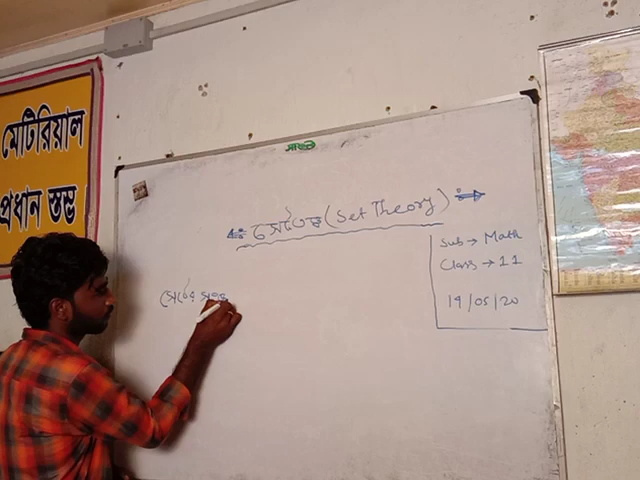 মেটিরিয়াল
প্রধান স্তম্ভ
সেটতত্ত্ব (Set Theory)
Sub → Math
Class → 11
19/05/20
সেটের